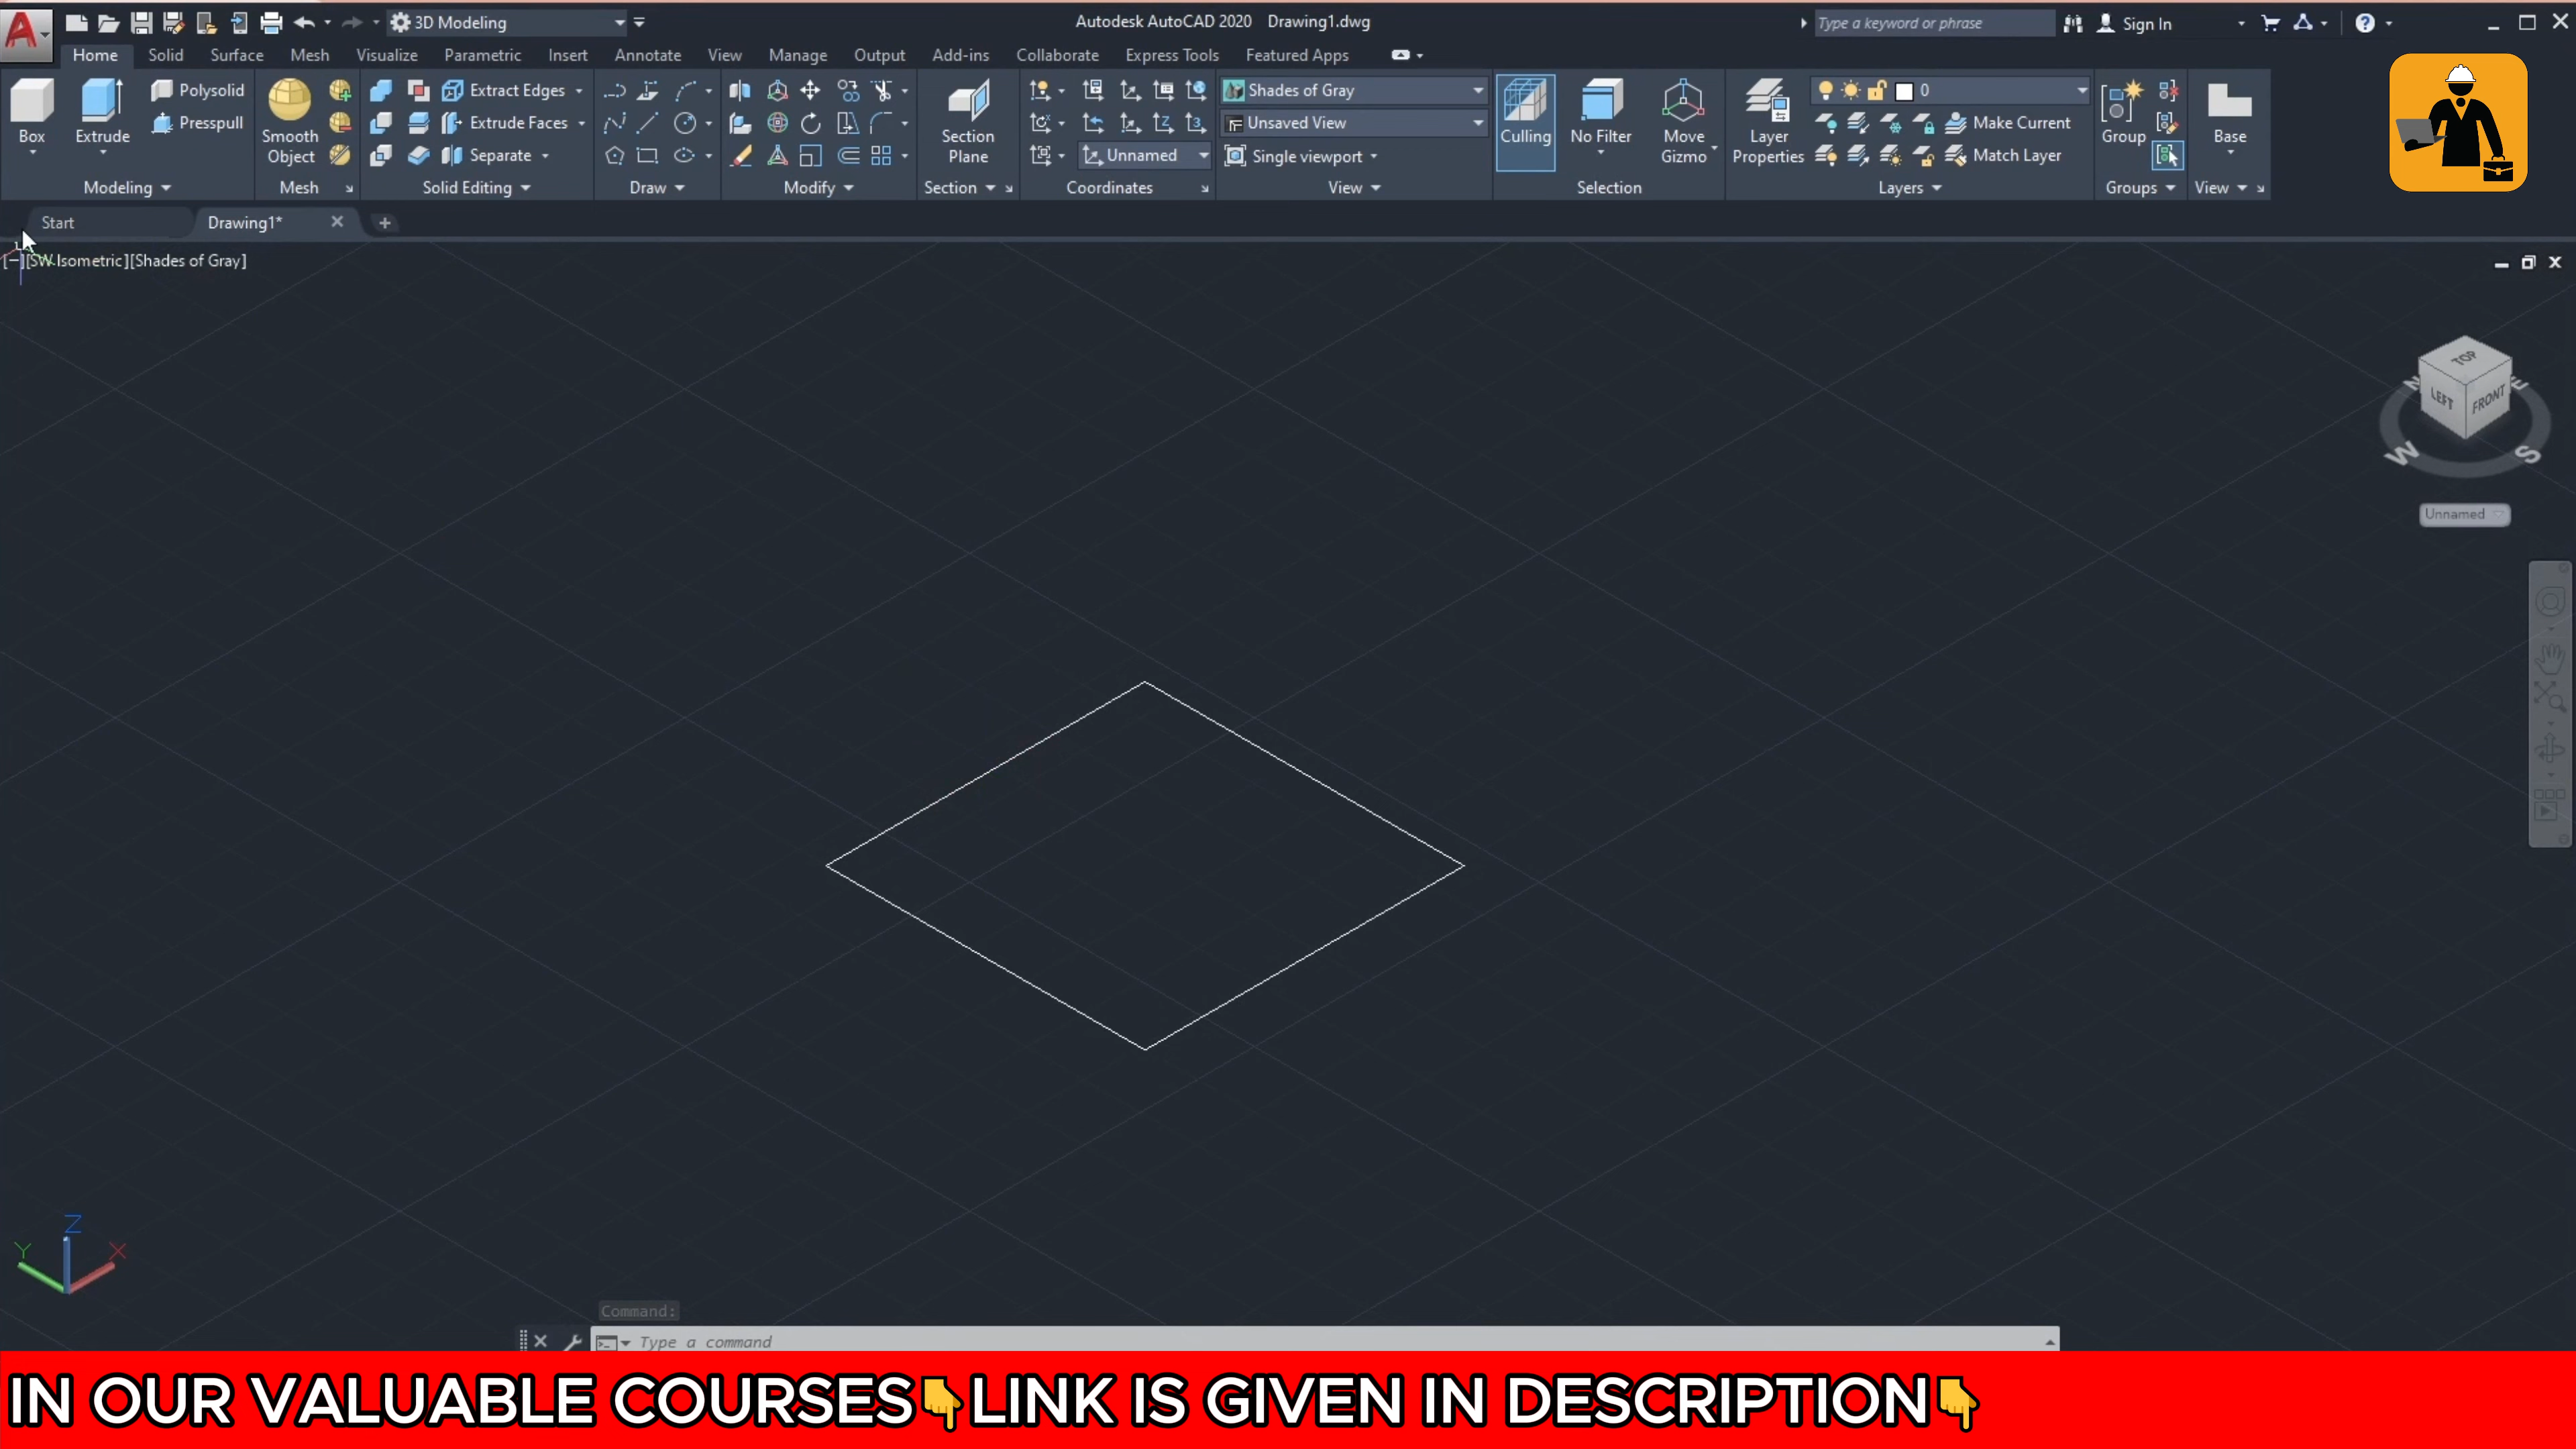 3D Modeling
Autodesk AutoCAD 2020 Drawing1.dwg
Type a keyword or phrase
Sign In
Home Solid Surface Mesh Visualize Parametric Insert Annotate View Manage Output Add-ins Collaborate Express Tools Featured Apps
Box
Extrude
Polysolid
Presspull
Modeling
Smooth
Object
Mesh
Extract Edges
Extrude Faces
Separate
Solid Editing
Draw
Modify
Section
Plane
Section
Unnamed
Coordinates
Shades of Gray
Unsaved View
Single viewport
View
Culling
No Filter
Move
Gizmo
Selection
Layer
Properties
0
Make Current
Match Layer
Layers
Group
Groups
Base
View
Start
Drawing1*
[−][SW Isometric][Shades of Gray]
TOP
LEFT
FRONT
N
E
W
S
Unnamed
Z
Y
X
Command:
Type a command
IN OUR VALUABLE COURSES👇LINK IS GIVEN IN DESCRIPTION👇